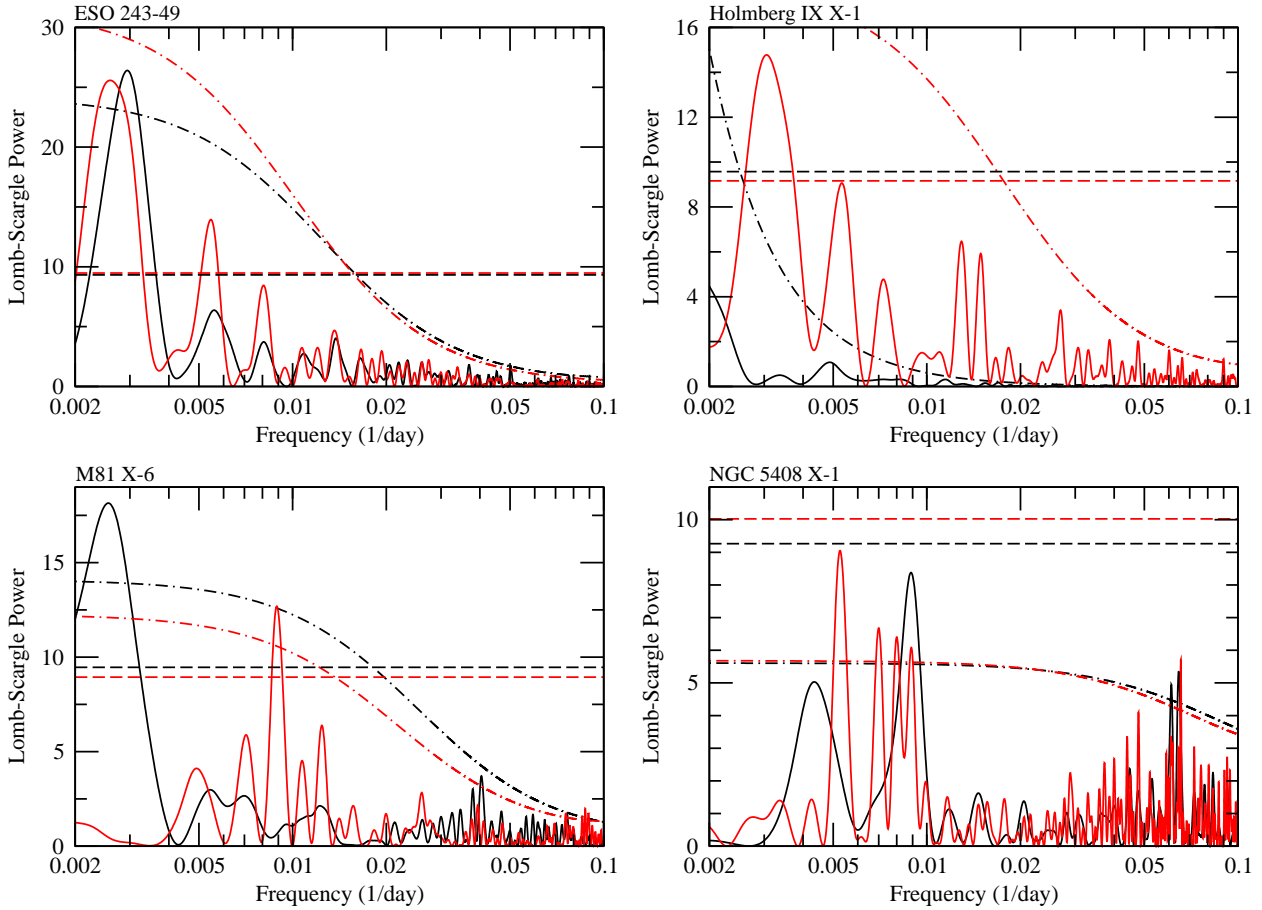 ESO 243-49
Lomb-Scargle Power
30
20
10
0
0.002 0.005 0.01 0.02 0.05 0.1
Frequency (1/day)
Holmberg IX X-1
Lomb-Scargle Power
16
12
8
4
0
0.002 0.005 0.01 0.02 0.05 0.1
Frequency (1/day)
M81 X-6
Lomb-Scargle Power
15
10
5
0
0.002 0.005 0.01 0.02 0.05 0.1
Frequency (1/day)
NGC 5408 X-1
Lomb-Scargle Power
10
5
0
0.002 0.005 0.01 0.02 0.05 0.1
Frequency (1/day)